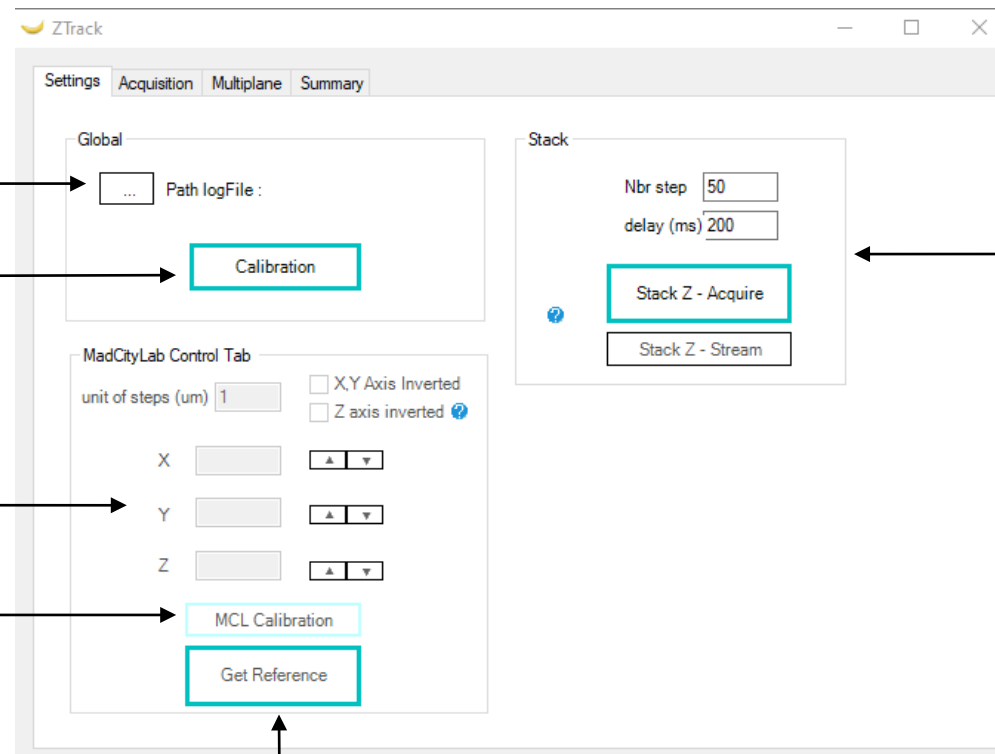 ZTrack
Settings Acquisition Multiplane Summary
Global
... Path logFile :
Calibration
Stack
Nbr step 50
delay (ms) 200
Stack Z - Acquire
?
Stack Z - Stream
MadCityLab Control Tab
unit of steps (um) 1
X,Y Axis Inverted
Z axis inverted ?
X
Y
Z
MCL Calibration
Get Reference